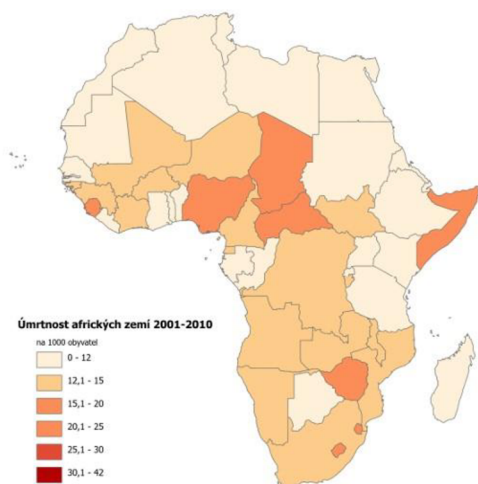 Úmrtnost afrických zemí 2001-2010
na 1000 obyvatel
0 - 12
12,1 - 15
15,1 - 20
20,1 - 25
25,1 - 30
30,1 - 42